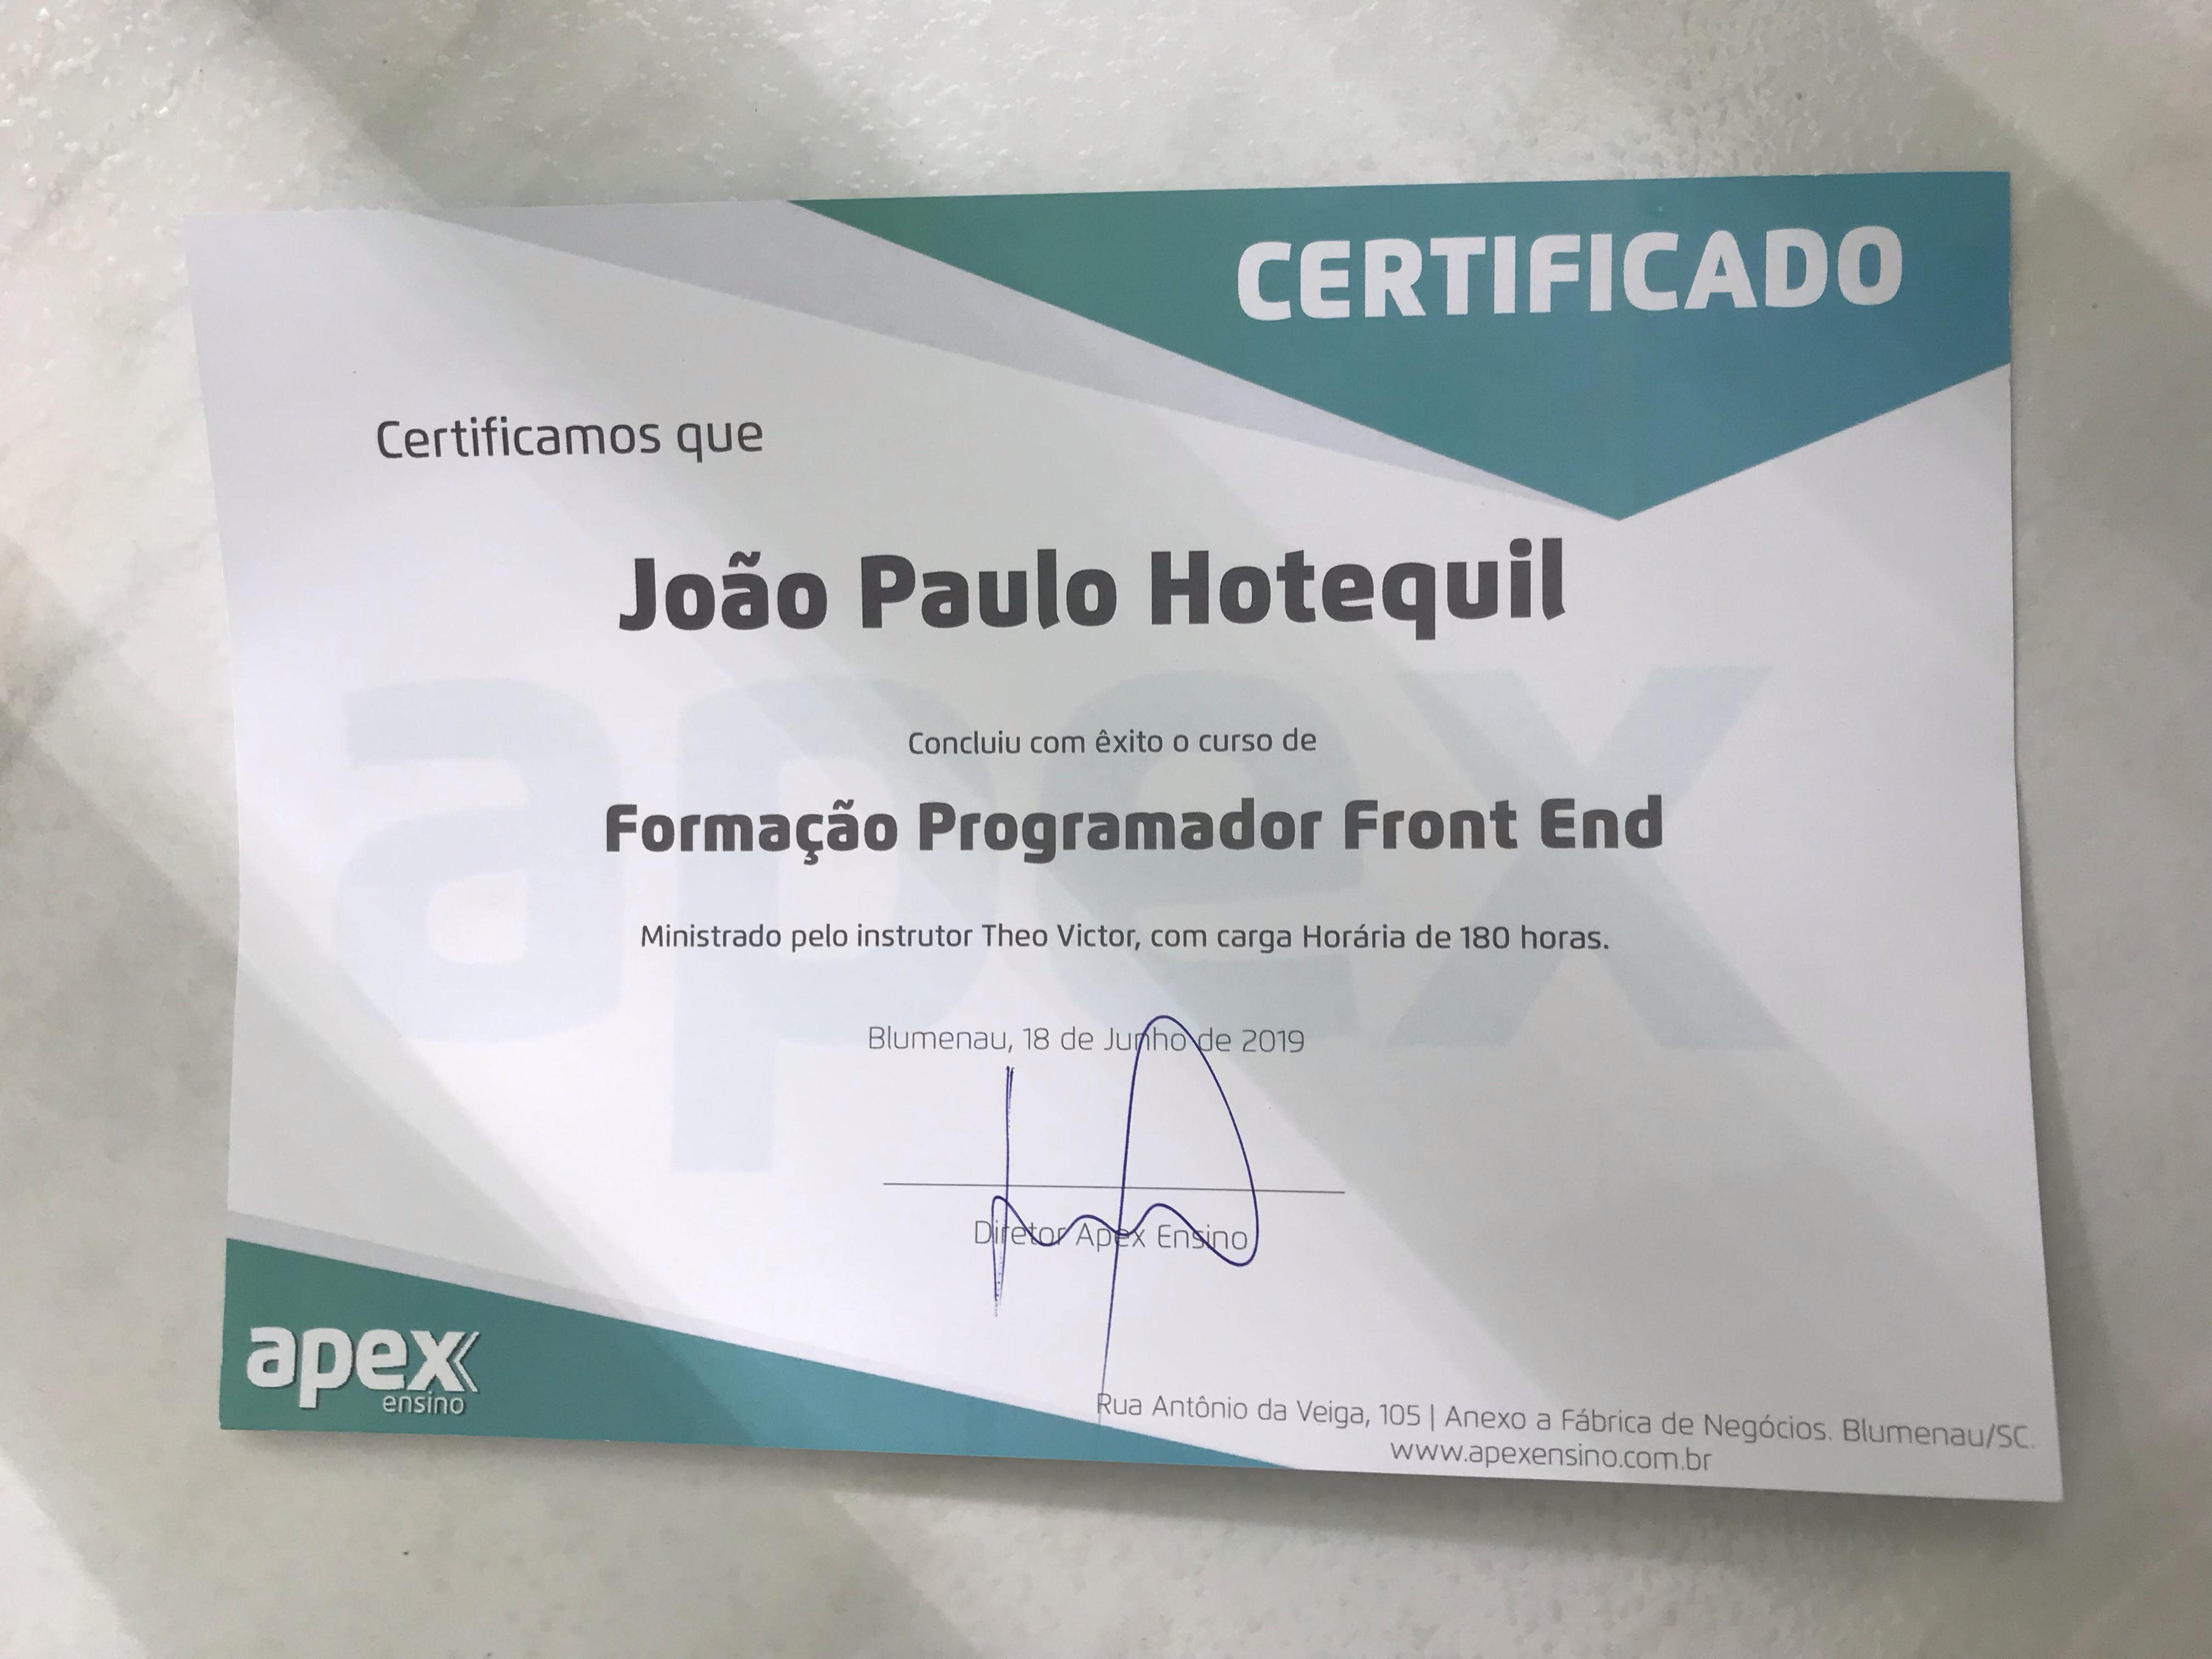 CERTIFICADO
Certificamos que
João Paulo Hotequil
Concluiu com êxito o curso de
Formação Programador Front End
Ministrado pelo instrutor Theo Victor, com carga Horária de 180 horas.
Blumenau, 18 de Junho de 2019
Diretor Apex Ensino
apex
ensino
Rua Antônio da Veiga, 105 | Anexo a Fábrica de Negócios. Blumenau/SC.
www.apexensino.com.br
apex